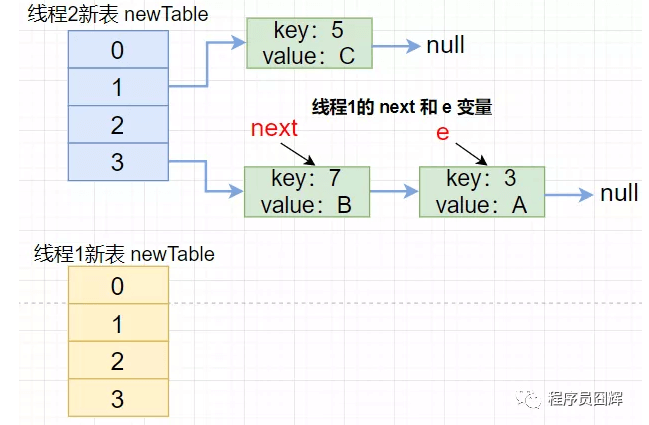 线程2新表 newTable
0
1
2
3
key: 5
value: C
null
线程1的 next 和 e 变量
next
e
key: 7
value: B
key: 3
value: A
null
线程1新表 newTable
0
1
2
3
程序员囧辉